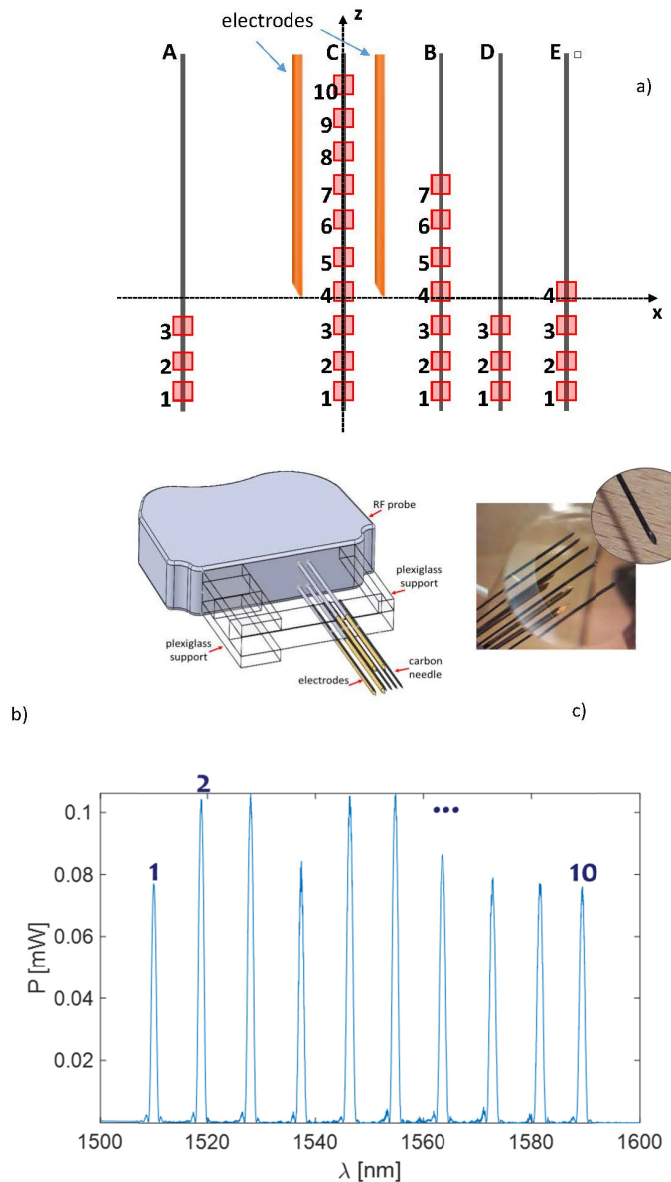 electrodes
z
A C B D E
a)
10
9
8
7 7
6 6
5 5
4 4 4
x
3 3 3 3 3
2 2 2 2 2
1 1 1 1 1
RF probe
plexiglass
support
plexiglass
support
carbon
needle
electrodes
b)
c)
2
1
...
10
0.1
0.08
0.06
0.04
0.02
P [mW]
1500 1520 1540 1560 1580 1600
λ [nm]